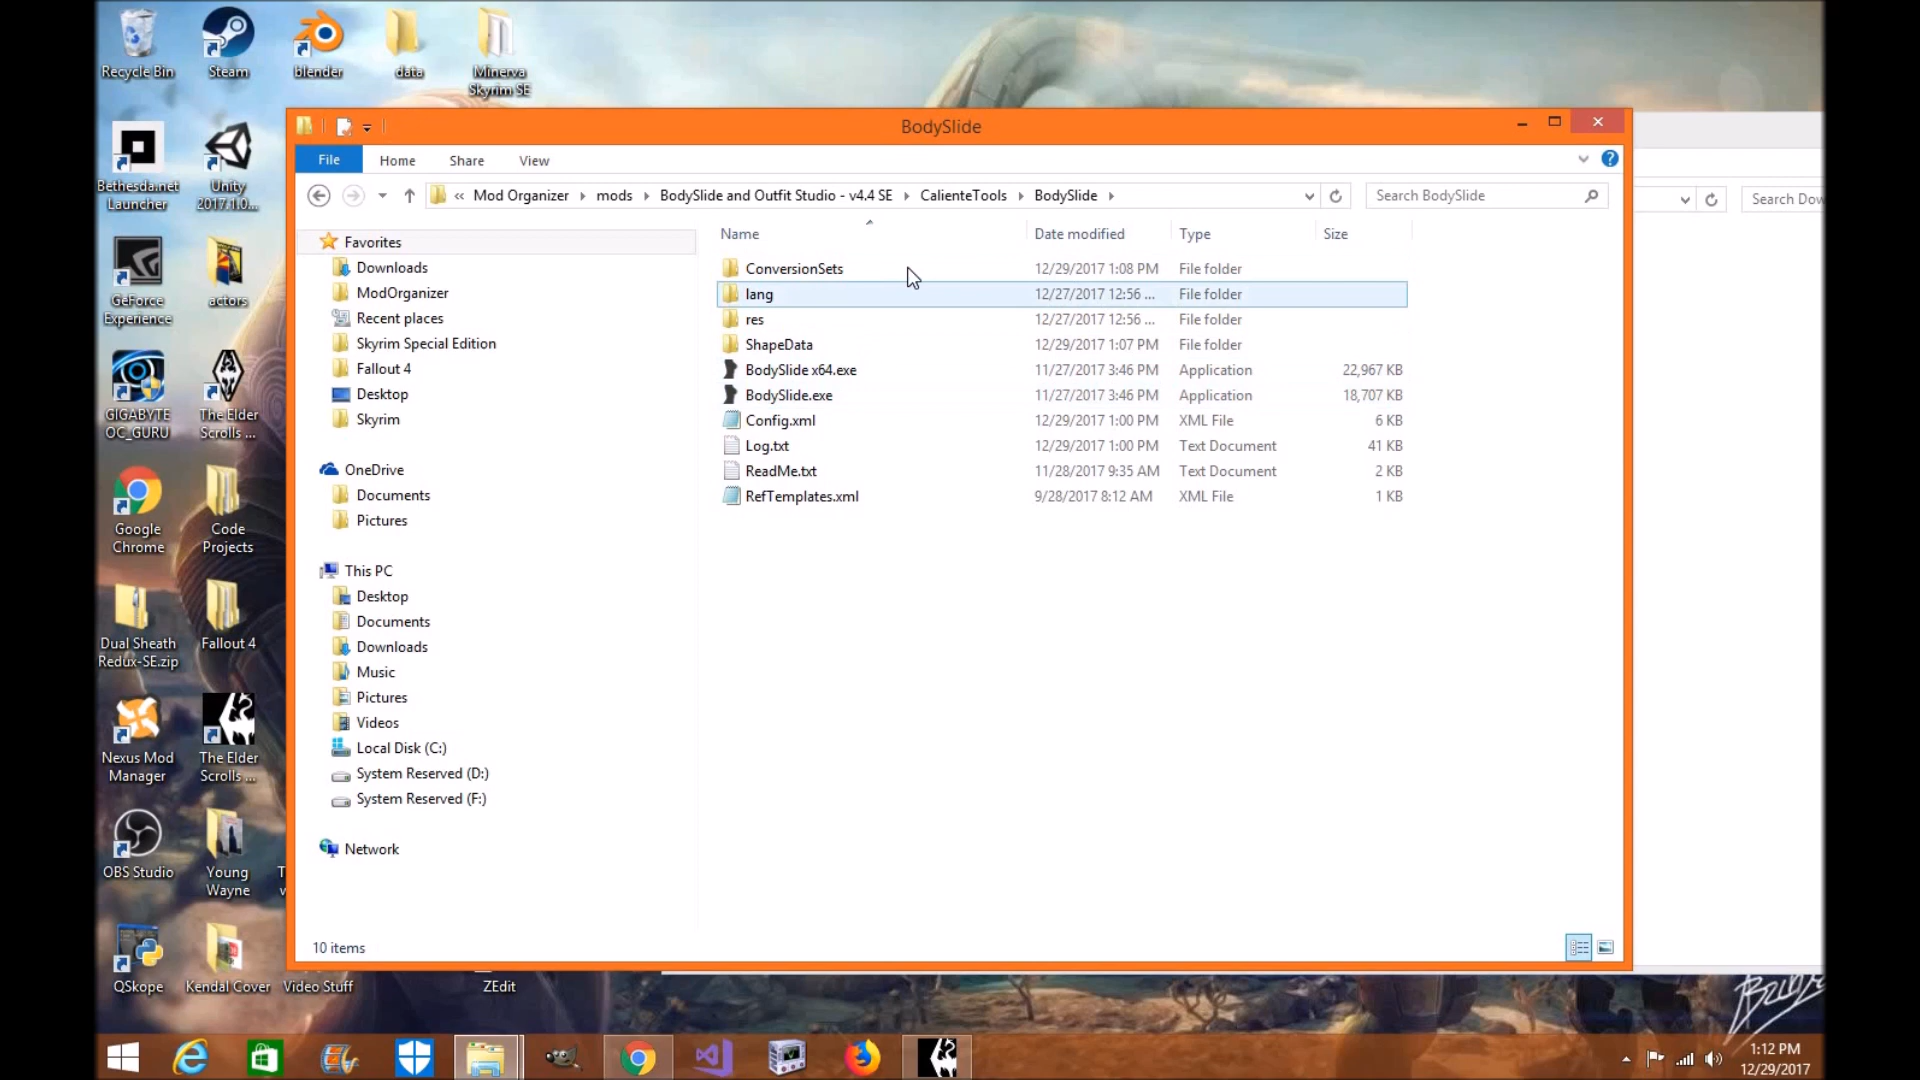 Recycle Bin
Steam
blender
data
Minerva
Skyrim SE
Bethesda.net
Launcher
Unity
2017.1.0...
GeForce
Experience
actors
GIGABYTE
OC_GURU
The Elder
Scrolls ...
Google
Chrome
Code
Projects
Dual Sheath
Redux-SE.zip
Fallout 4
Nexus Mod
Manager
The Elder
Scrolls ...
OBS Studio
Young
Wayne
QSkope
Kendal Cover
Video Stuff
ZEdit
BodySlide
File
Home
Share
View
« Mod Organizer
mods
BodySlide and Outfit Studio - v4.4 SE
CalienteTools
BodySlide
Search BodySlide
Search Dow
Favorites
Downloads
ModOrganizer
Recent places
Skyrim Special Edition
Fallout 4
Desktop
Skyrim
OneDrive
Documents
Pictures
This PC
Desktop
Documents
Downloads
Music
Pictures
Videos
Local Disk (C:)
System Reserved (D:)
System Reserved (F:)
Network
Name Date modified Type Size
ConversionSets 12/29/2017 1:08 PM File folder
lang 12/27/2017 12:56 ... File folder
res 12/27/2017 12:56 ... File folder
ShapeData 12/29/2017 1:07 PM File folder
BodySlide x64.exe 11/27/2017 3:46 PM Application 22,967 KB
BodySlide.exe 11/27/2017 3:46 PM Application 18,707 KB
Config.xml 12/29/2017 1:00 PM XML File 6 KB
Log.txt 12/29/2017 1:00 PM Text Document 41 KB
ReadMe.txt 11/28/2017 9:35 AM Text Document 2 KB
RefTemplates.xml 9/28/2017 8:12 AM XML File 1 KB
10 items
1:12 PM
12/29/2017